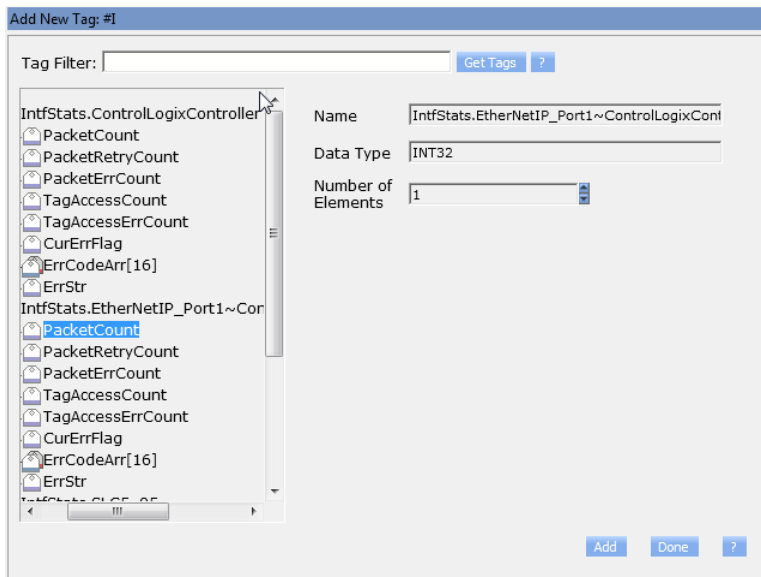 Add New Tag: #I
Tag Filter: Get Tags ?
IntfStats.ControlLogixController
PacketCount
PacketRetryCount
PacketErrCount
TagAccessCount
TagAccessErrCount
CurErrFlag
ErrCodeArr[16]
ErrStr
IntfStats.EtherNetIP_Port1~Cor
PacketCount
PacketRetryCount
PacketErrCount
TagAccessCount
TagAccessErrCount
CurErrFlag
ErrCodeArr[16]
ErrStr
Name IntfStats.EtherNetIP_Port1~ControlLogixCont
Data Type INT32
Number of
Elements 1
Add Done ?